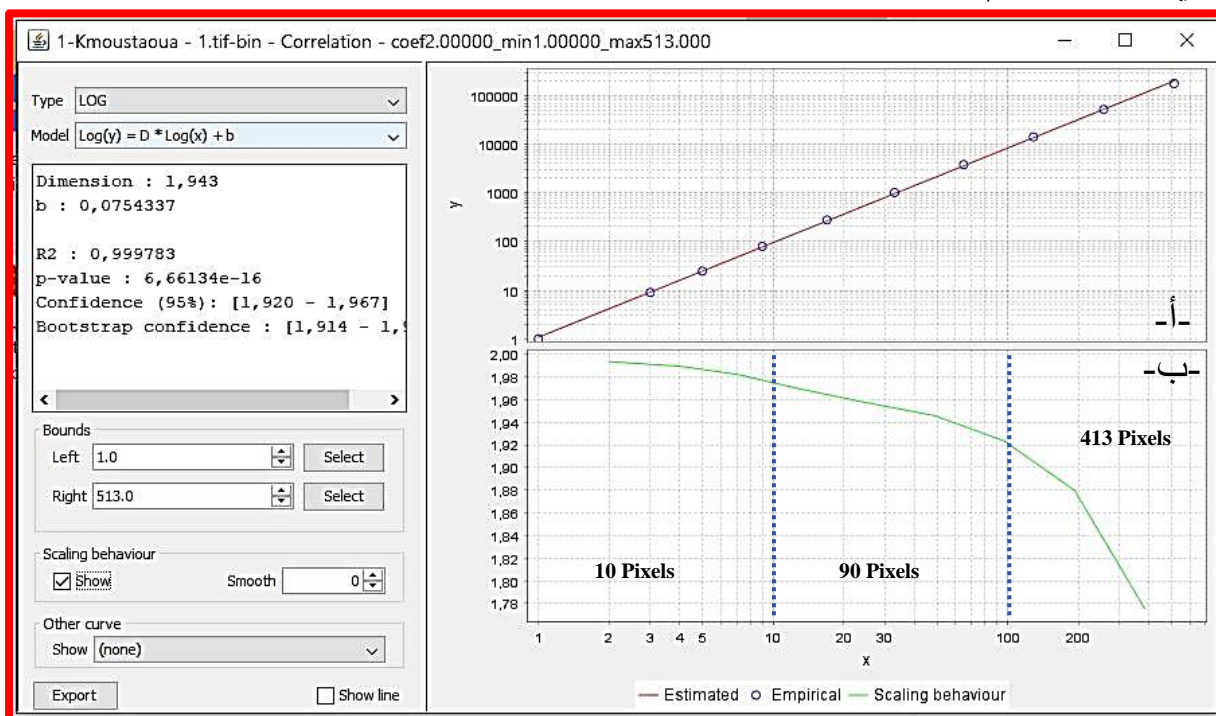 1-Kmoustaoua - 1.tif-bin - Correlation - coef2.00000_min1.00000_max513.000
Type LOG
Model Log(y) = D * Log(x) + b
Dimension : 1,943
b : 0,0754337
R2 : 0,999783
p-value : 6,66134e-16
Confidence (95%): [1,920 - 1,967]
Bootstrap confidence : [1,914 - 1,9
Bounds
Left 1.0 Select
Right 513.0 Select
Scaling behaviour
Show Smooth 0
Other curve
Show (none)
Export Show line
100000
10000
1000
100
10
1
y
-أ-
2,00
1,98
1,96
1,94
1,92
1,90
1,88
1,86
1,84
1,82
1,80
1,78
-ب-
413 Pixels
10 Pixels 90 Pixels
1 2 3 4 5 10 20 30 100 200
x
Estimated Empirical Scaling behaviour